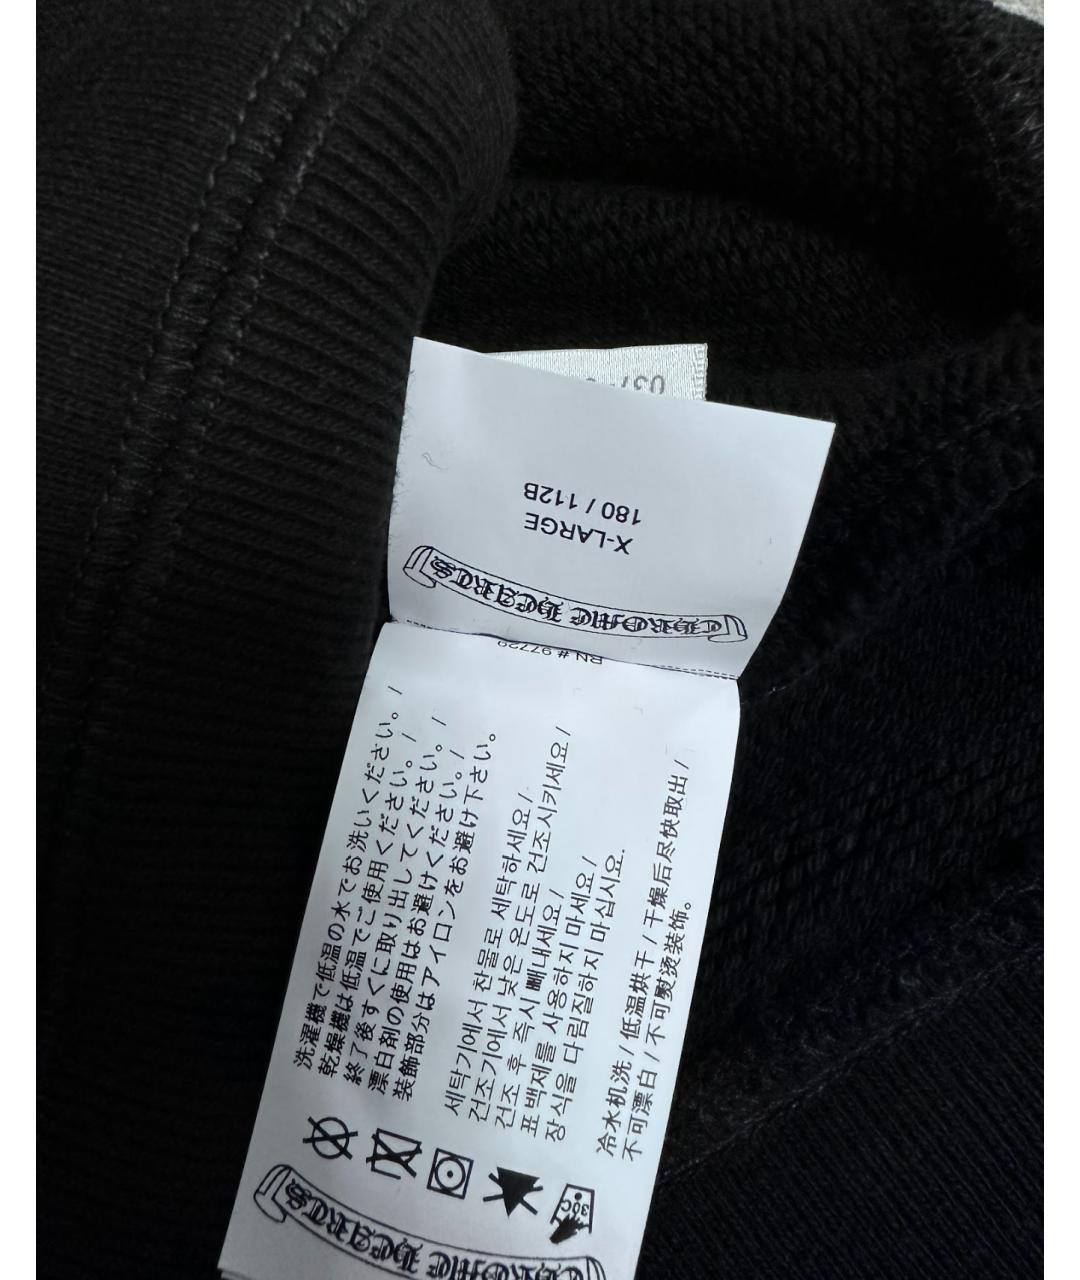 X-LARGE
180 / 112B
CHROME HEARTS
RN # 97729
洗濯機で低温の水でお洗いください。 /
乾燥機は低温でご使用ください。 /
終了後すぐに取り出してください。 /
漂白剤の使用はお避けください。 /
装飾部分はアイロンをお避け下さい。
세탁기에서 찬물로 세탁하세요 /
건조기에서 낮은 온도로 건조시키세요 /
건조 후 즉시 빼내세요 /
표백제를 사용하지 마세요 /
장식을 다림질하지 마십시요.
冷水机洗 / 低温烘干 / 干燥后尽快取出 /
不可漂白 / 不可熨烫装饰。
30C
CHROME HEARTS